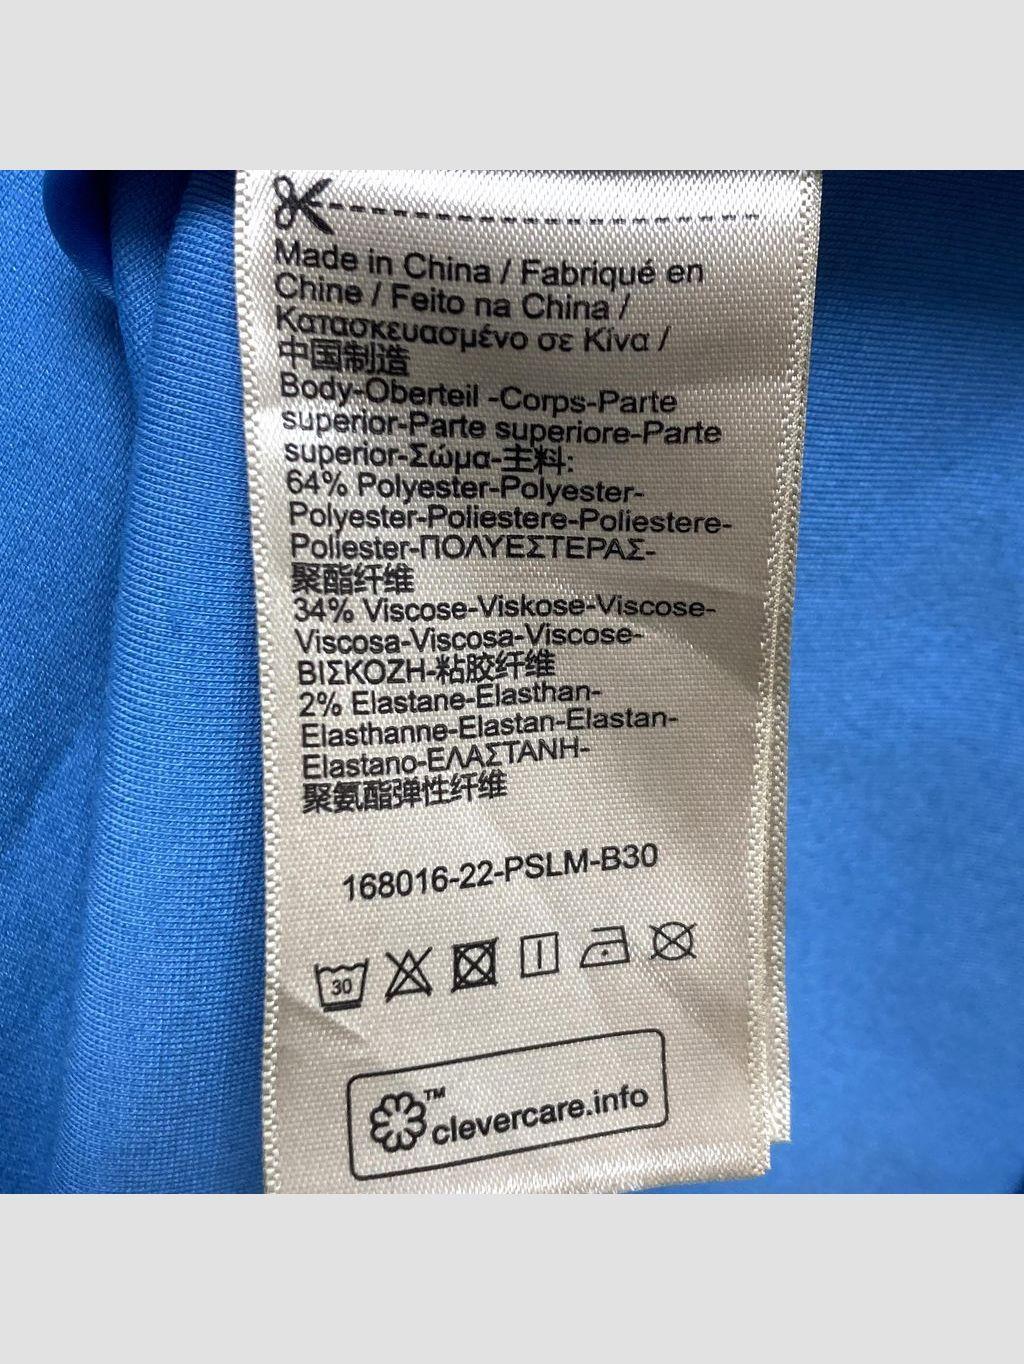 Made in China / Fabriqué en
Chine / Feito na China /
Κατασκευασμένο σε Κίνα /
中国制造
Body-Oberteil -Corps-Parte
superior-Parte superiore-Parte
superior-Σώμα-主料:
64% Polyester-Polyester-
Polyester-Poliestere-Poliestere-
Poliester-ΠΟΛΥΕΣΤΕΡΑΣ-
聚酯纤维
34% Viscose-Viskose-Viscose-
Viscosa-Viscosa-Viscose-
ΒΙΣΚΟΖΗ-粘胶纤维
2% Elastane-Elasthan-
Elasthanne-Elastan-Elastan-
Elastano-ΕΛΑΣΤΑΝΗ-
聚氨酯弹性纤维
168016-22-PSLM-B30
30
™ clevercare.info